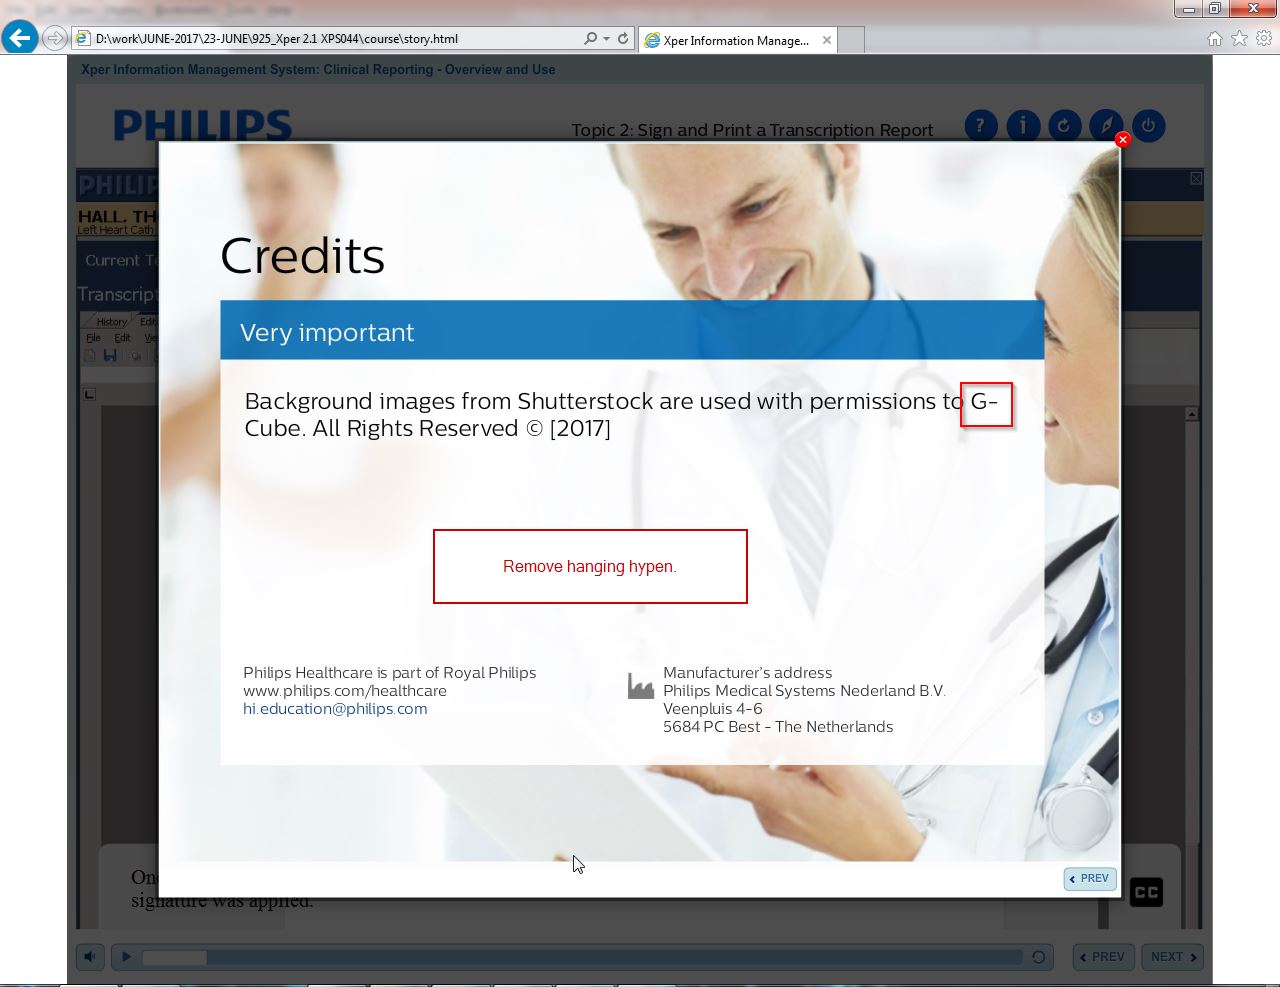 D:\work\JUNE-2017\23-JUNE\925_Xper 2.1 XPS044\course\story.html
Xper Information Manage...
Xper Information Management System: Clinical Reporting - Overview and Use
PHILIPS
Topic 2: Sign and Print a Transcription Report
PHILIP
HALL, TH
Left Heart Cath
Current Te
Transcript
History Edit
File Edit Vie
Credits
Very important
Background images from Shutterstock are used with permissions to G-
Cube. All Rights Reserved © [2017]
Remove hanging hypen.
Philips Healthcare is part of Royal Philips
www.philips.com/healthcare
hi.education@philips.com
Manufacturer's address
Philips Medical Systems Nederland B.V.
Veenpluis 4-6
5684 PC Best - The Netherlands
PREV
On
signature was applied.
CC
PREV
NEXT